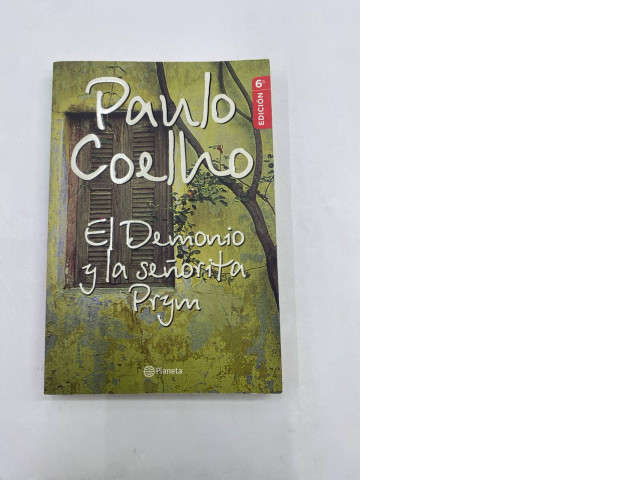 6ª
EDICIÓN
Paulo
Coelho
El Demonio
y la señorita
Prym
Planeta